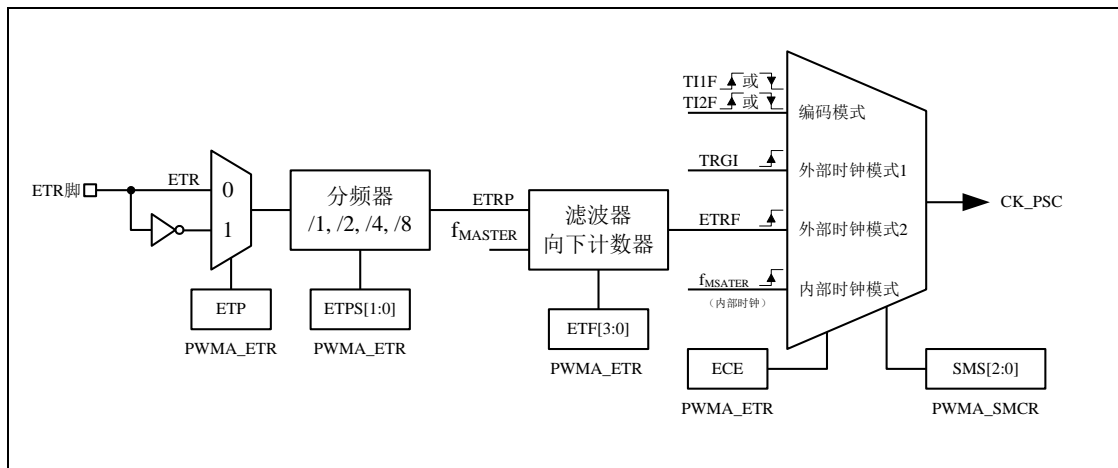 TI1F 或
TI2F 或
编码模式
TRGI
外部时钟模式1
ETR脚
ETR
0
1
分频器
/1, /2, /4, /8
ETRP
fMASTER
滤波器
向下计数器
ETRF
外部时钟模式2
CK_PSC
fMSATER
（内部时钟）
内部时钟模式
ETP
PWMA_ETR
ETPS[1:0]
PWMA_ETR
ETF[3:0]
PWMA_ETR
ECE
PWMA_ETR
SMS[2:0]
PWMA_SMCR